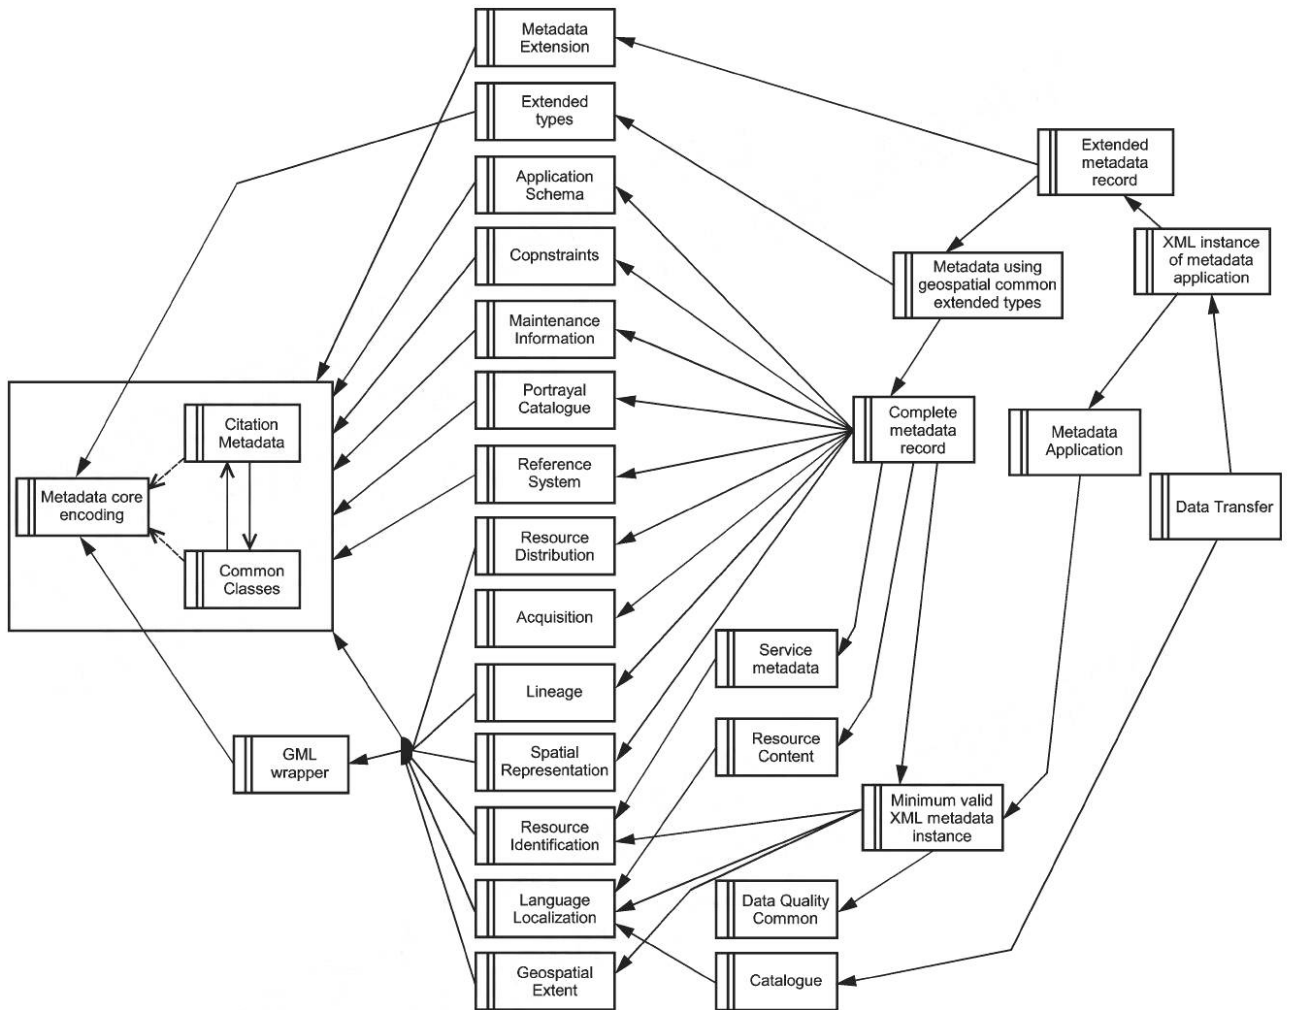 Metadata
Extension
Extended
types
Application
Schema
Copnstraints
Maintenance
Information
Portrayal
Catalogue
Reference
System
Resource
Distribution
Acquisition
Lineage
Spatial
Representation
Resource
Identification
Language
Localization
Geospatial
Extent
Citation
Metadata
Metadata core
encoding
Common
Classes
GML
wrapper
Extended
metadata
record
XML instance
of metadata
application
Metadata using
geospatial common
extended types
Complete
metadata
record
Metadata
Application
Data Transfer
Service
metadata
Resource
Content
Minimum valid
XML metadata
instance
Data Quality
Common
Catalogue